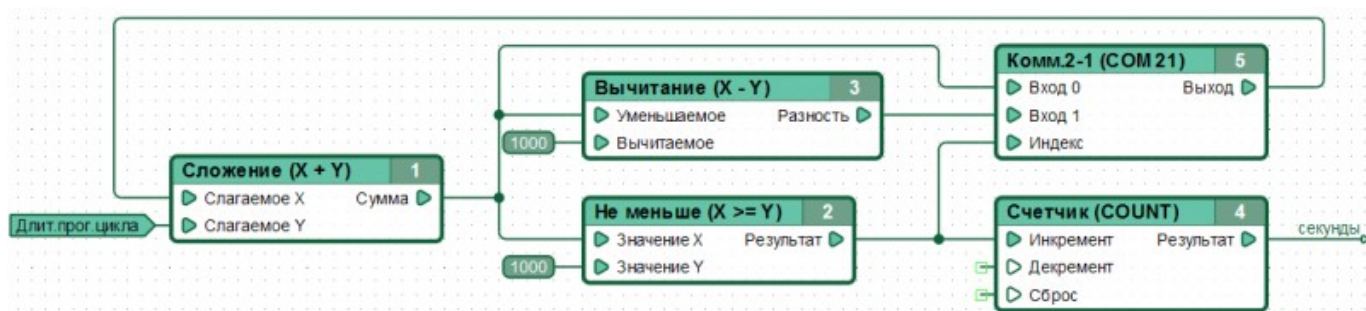 Комм.2-1 (COM 21) 5
Вход 0 Выход
Вход 1
Индекс
Вычитание (X - Y) 3
Уменьшаемое Разность
1000 Вычитаемое
Сложение (X + Y) 1
Слагаемое X Сумма
Длит.прог.цикла Слагаемое Y
Не меньше (X >= Y) 2
Значение X Результат
1000 Значение Y
Счетчик (COUNT) 4
Инкремент Результат секунды
Декремент
Сброс